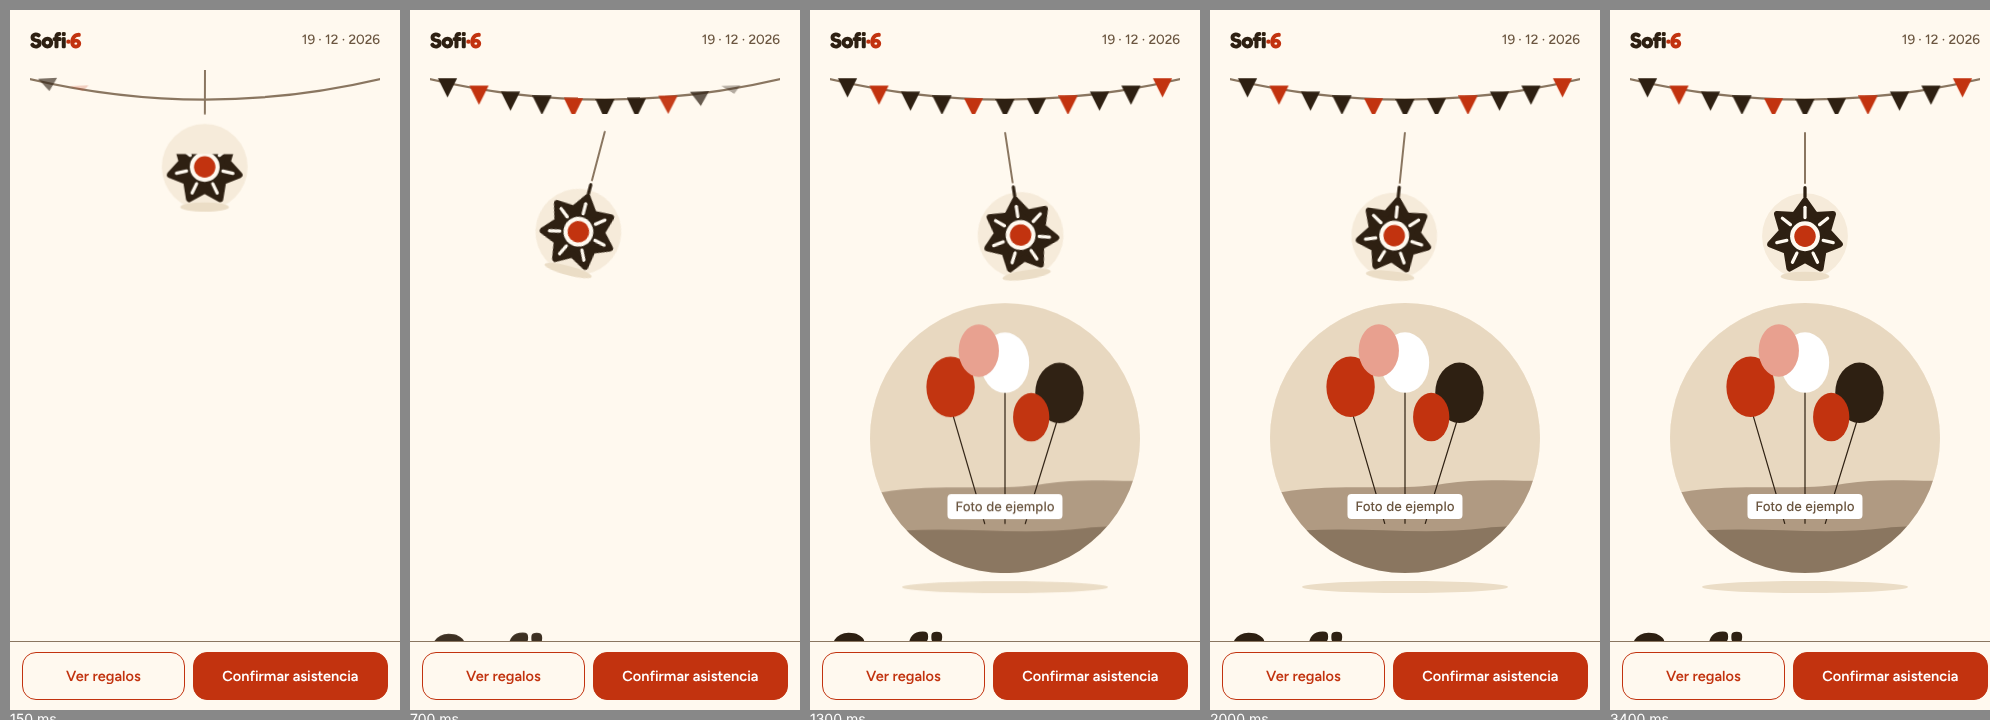 Sofi·6 19 · 12 · 2026
Ver regalos Confirmar asistencia
150 ms
Sofi·6 19 · 12 · 2026
Ver regalos Confirmar asistencia
700 ms
Sofi·6 19 · 12 · 2026
Foto de ejemplo
Ver regalos Confirmar asistencia
1300 ms
Sofi·6 19 · 12 · 2026
Foto de ejemplo
Ver regalos Confirmar asistencia
2000 ms
Sofi·6 19 · 12 · 2026
Foto de ejemplo
Ver regalos Confirmar asistencia
3400 ms